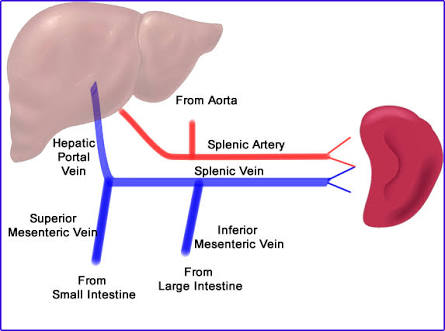 From Aorta
Splenic Artery
Hepatic
Portal
Vein
Splenic Vein
Superior
Mesenteric Vein
Inferior
Mesenteric Vein
From
Small Intestine
From
Large Intestine